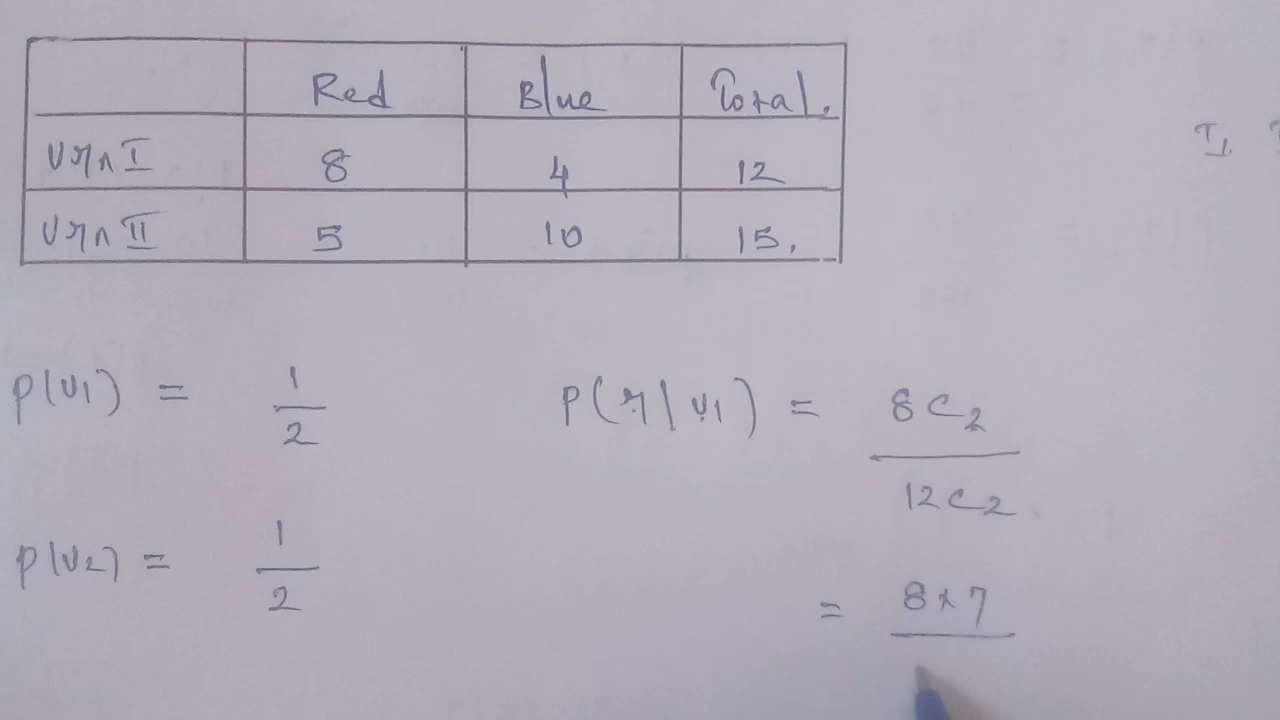 Red Blue Total.
Urn I 8 4 12
Urn II 5 10 15.
P(U1) = 1/2 P(r|U1) = 8C2/12C2
P(U2) = 1/2
= 8×7